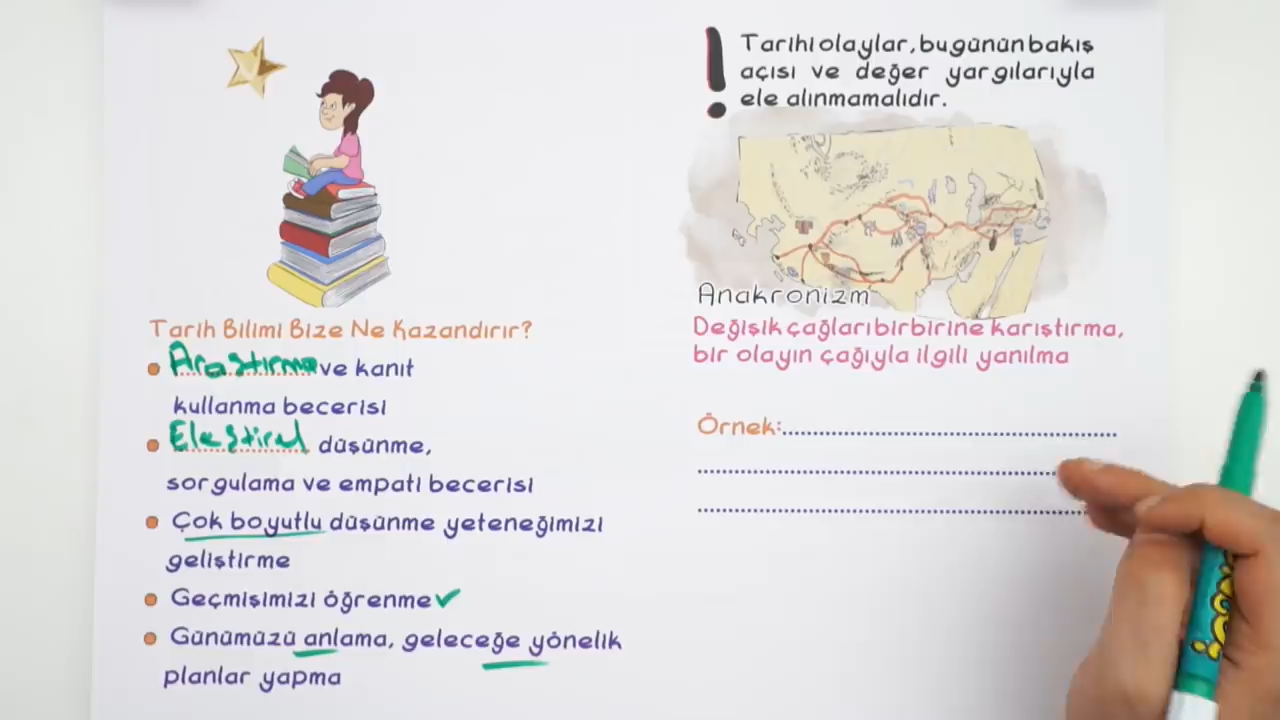 Tarih Bilimi Bize Ne Kazandırır?
Araştırma ve kanıt
kullanma becerisi
Eleştirel düşünme,
sorgulama ve empati becerisi
Çok boyutlu düşünme yeteneğimizi
geliştirme
Geçmişimizi öğrenme
Günümüzü anlama, geleceğe yönelik
planlar yapma
! Tarihi olaylar, bugünün bakış
açısı ve değer yargılarıyla
ele alınmamalıdır.
Anakronizm
Değişik çağları birbirine karıştırma,
bir olayın çağıyla ilgili yanılma
Örnek: